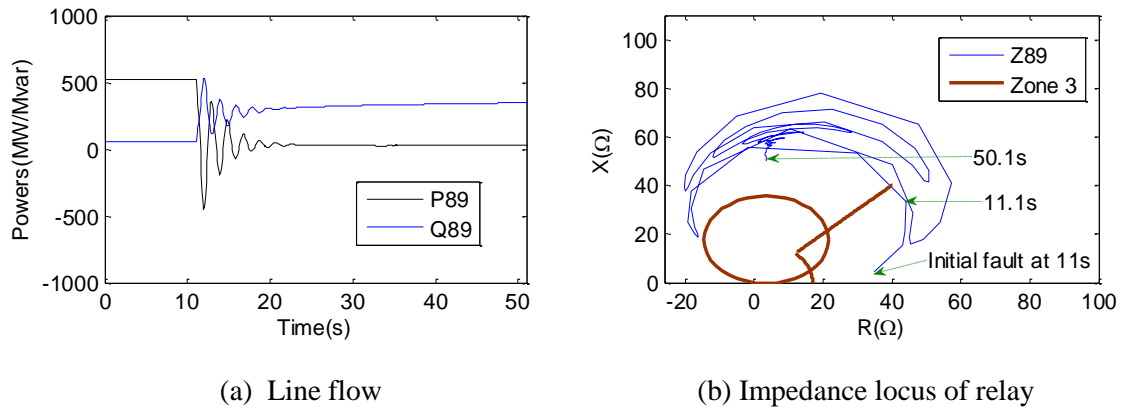 1000
500
0
-500
-1000
Powers(MW/Mvar)
P89
Q89
0 10 20 30 40 50
Time(s)
100
80
60
40
20
0
X(Ω)
Z89
Zone 3
50.1s
11.1s
Initial fault at 11s
-20 0 20 40 60 80 100
R(Ω)
(a) Line flow
(b) Impedance locus of relay